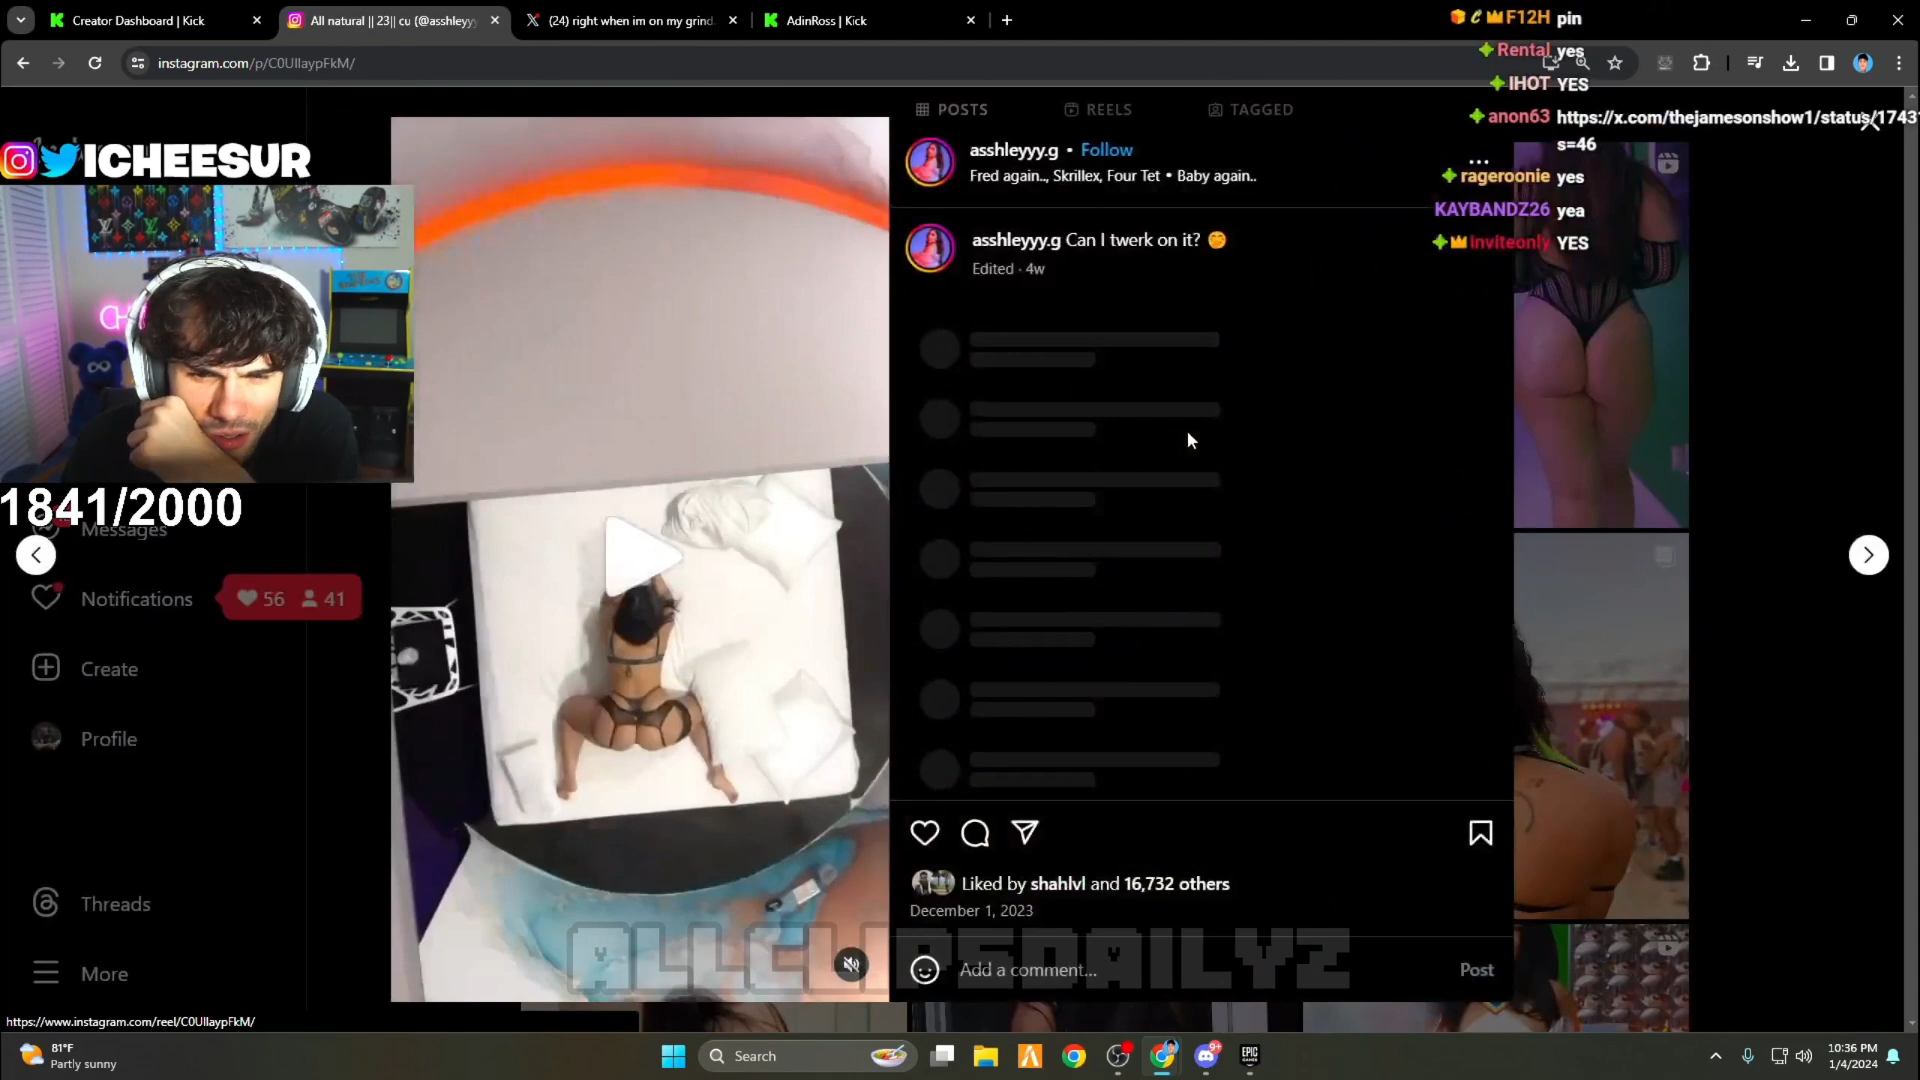 Creator Dashboard | Kick
All natural || 23|| cu (@asshleyyy
(24) right when im on my grind
AdinRoss | Kick
instagram.com/p/C0UIlaypFkM/
F12H pin
Rental yes
IHOT YES
anon63 https://x.com/thejamesonshow1/status/1743
s=46
...
rageroonie yes
KAYBANDZ26 yea
Inviteonly YES
ICHEESUR
1841/2000
Messages
Notifications
56 41
Create
Profile
Threads
More
POSTS REELS TAGGED
asshleyyy.g • Follow
Fred again.., Skrillex, Four Tet • Baby again..
asshleyyy.g Can I twerk on it?
Edited · 4w
Liked by shahlvl and 16,732 others
December 1, 2023
Add a comment...
Post
ALLCLIPSDAILYZ
https://www.instagram.com/reel/C0UIlaypFkM/
81°F
Partly sunny
Search
9+
EPIC
GAMES
10:36 PM
1/4/2024